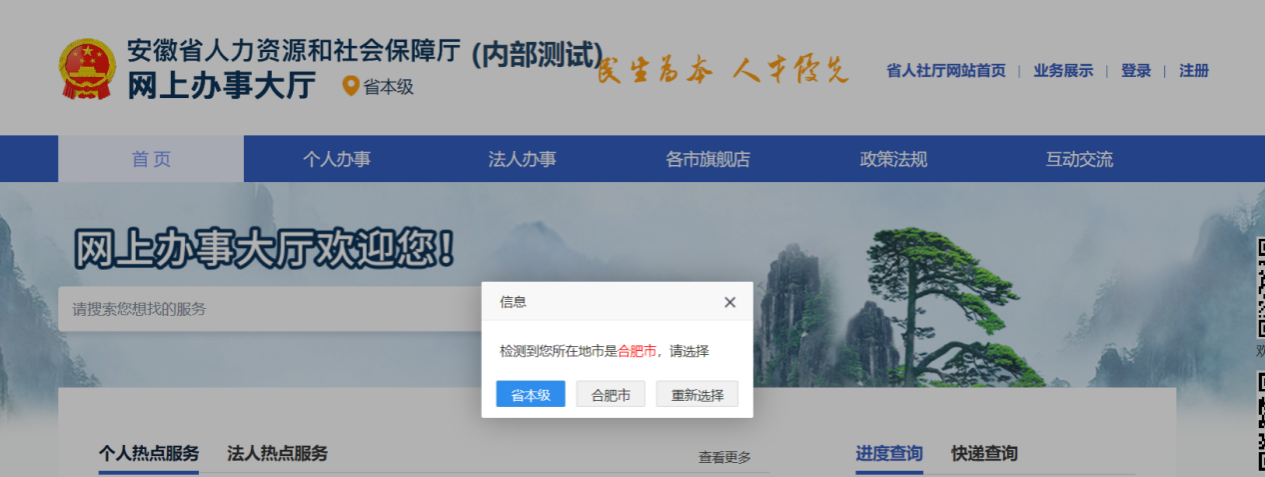 安徽省人力资源和社会保障厅 (内部测试)
网上办事大厅 省本级
民生为本 人才优先
省人社厅网站首页 | 业务展示 | 登录 | 注册
首页 个人办事 法人办事 各市旗舰店 政策法规 互动交流
网上办事大厅欢迎您!
请搜索您想找的服务
信息
检测到您所在地市是合肥市，请选择
省本级 合肥市 重新选择
个人热点服务 法人热点服务 查看更多 进度查询 快递查询